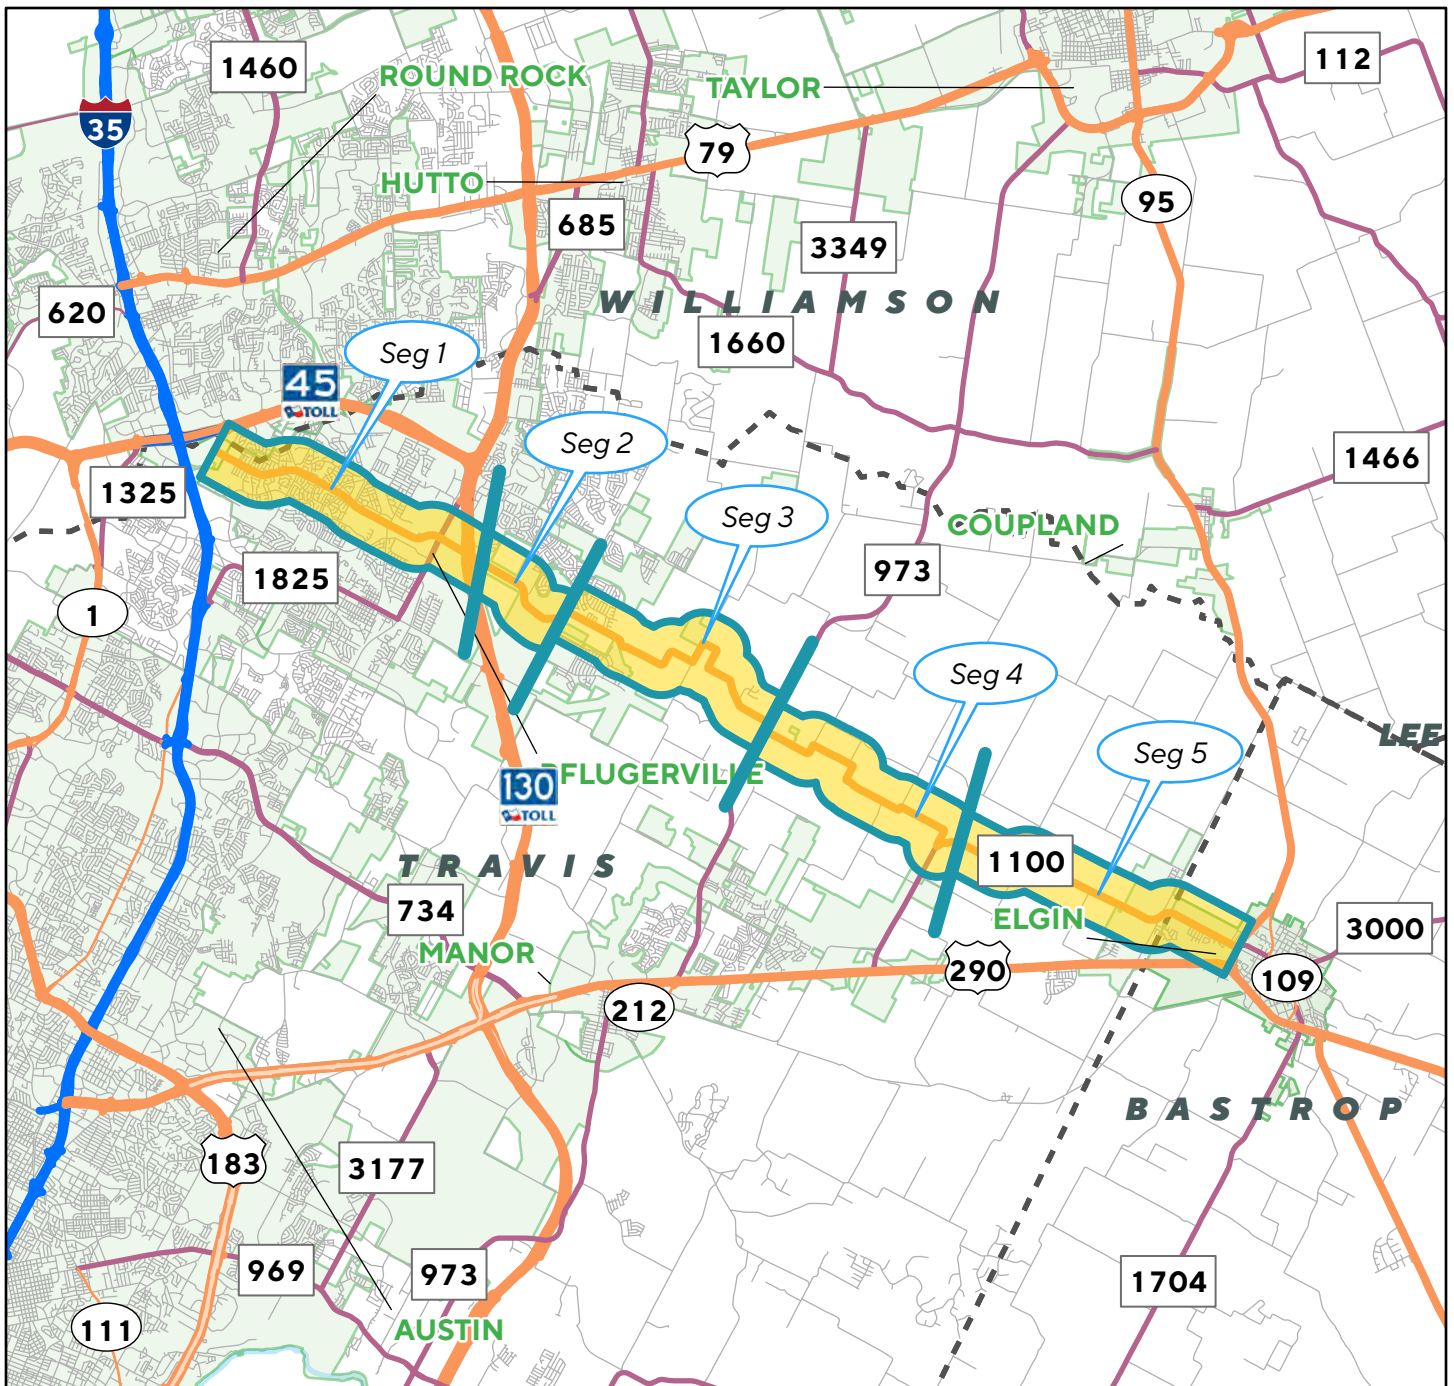 1460
ROUND ROCK
TAYLOR
112
35
79
HUTTO
95
685
3349
WILLIAMSON
620
1660
Seg 1
45
TOLL
Seg 2
1466
1325
Seg 3
COUPLAND
973
1825
1
Seg 4
LEE
Seg 5
PFLUGERVILLE
130
TOLL
TRAVIS
1100
734
ELGIN
3000
MANOR
290
109
212
BASTROP
183
3177
969
973
1704
111
AUSTIN